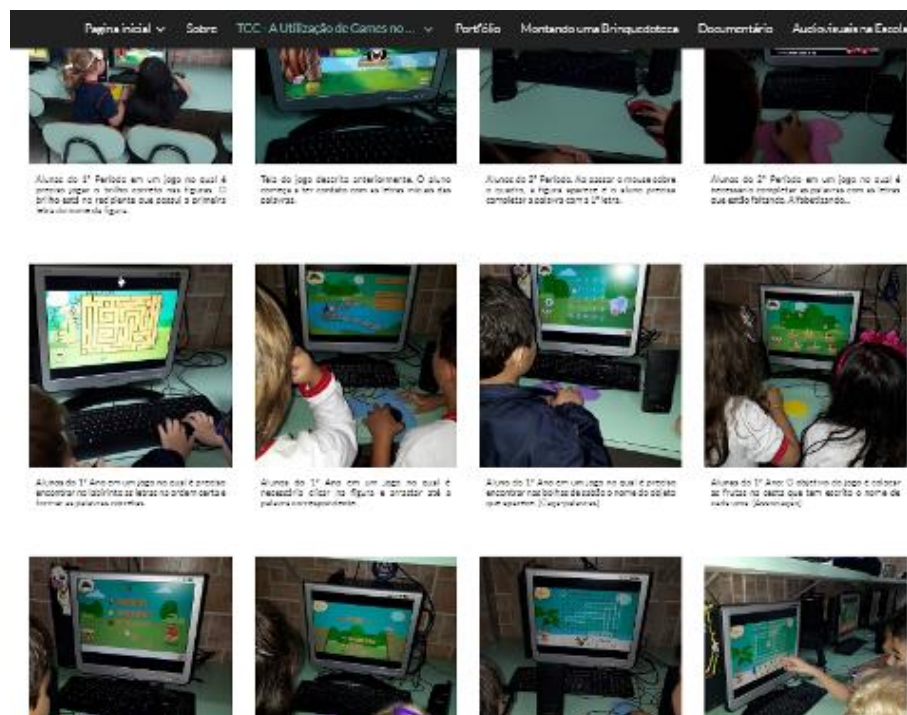 Pagina inicial Sobre TCC - A Utilização de Games no ... Portfólio Montando uma Brinquedoteca Documentário Audiovisuais na Escola
Alunos do 1º Período em um jogo no qual é
preciso jogar o brilho correto nas figuras. O
brilho está no recipiente que possui a primeira
letra do nome da figura.
Tela do jogo descrito anteriormente. O aluno
começa a ter contato com as letras iniciais das
palavras.
Alunos do 2º Período. Ao passar o mouse sobre
o quadro, a figura aparece e o aluno precisa
completar a palavra com a 1ª letra.
Alunos do 2º Período em um jogo no qual é
necessário completar as palavras com as letras
que estão faltando. Alfabetizando...
Alunos do 1º Ano em um jogo no qual é preciso
encontrar no labirinto as letras na ordem certa e
formar as palavras corretas.
Alunos do 1º Ano em um jogo no qual é
necessário clicar na figura e arrastar até a
palavra correspondente.
Alunos do 1º Ano em um jogo no qual é preciso
encontrar nas bolhas de sabão o nome do objeto
que aparece. (Caça-palavras)
Alunos do 1º Ano: O objetivo do jogo é colocar
as frutas na cesta que tem escrito o nome de
cada uma. (Associação)